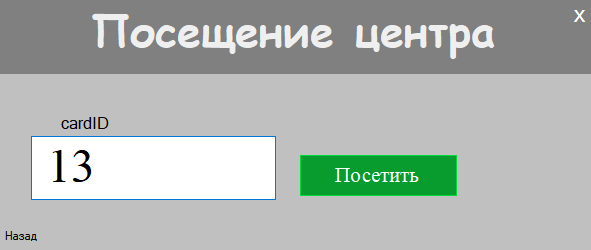 Посещение центра
x
cardID
13
Посетить
Назад